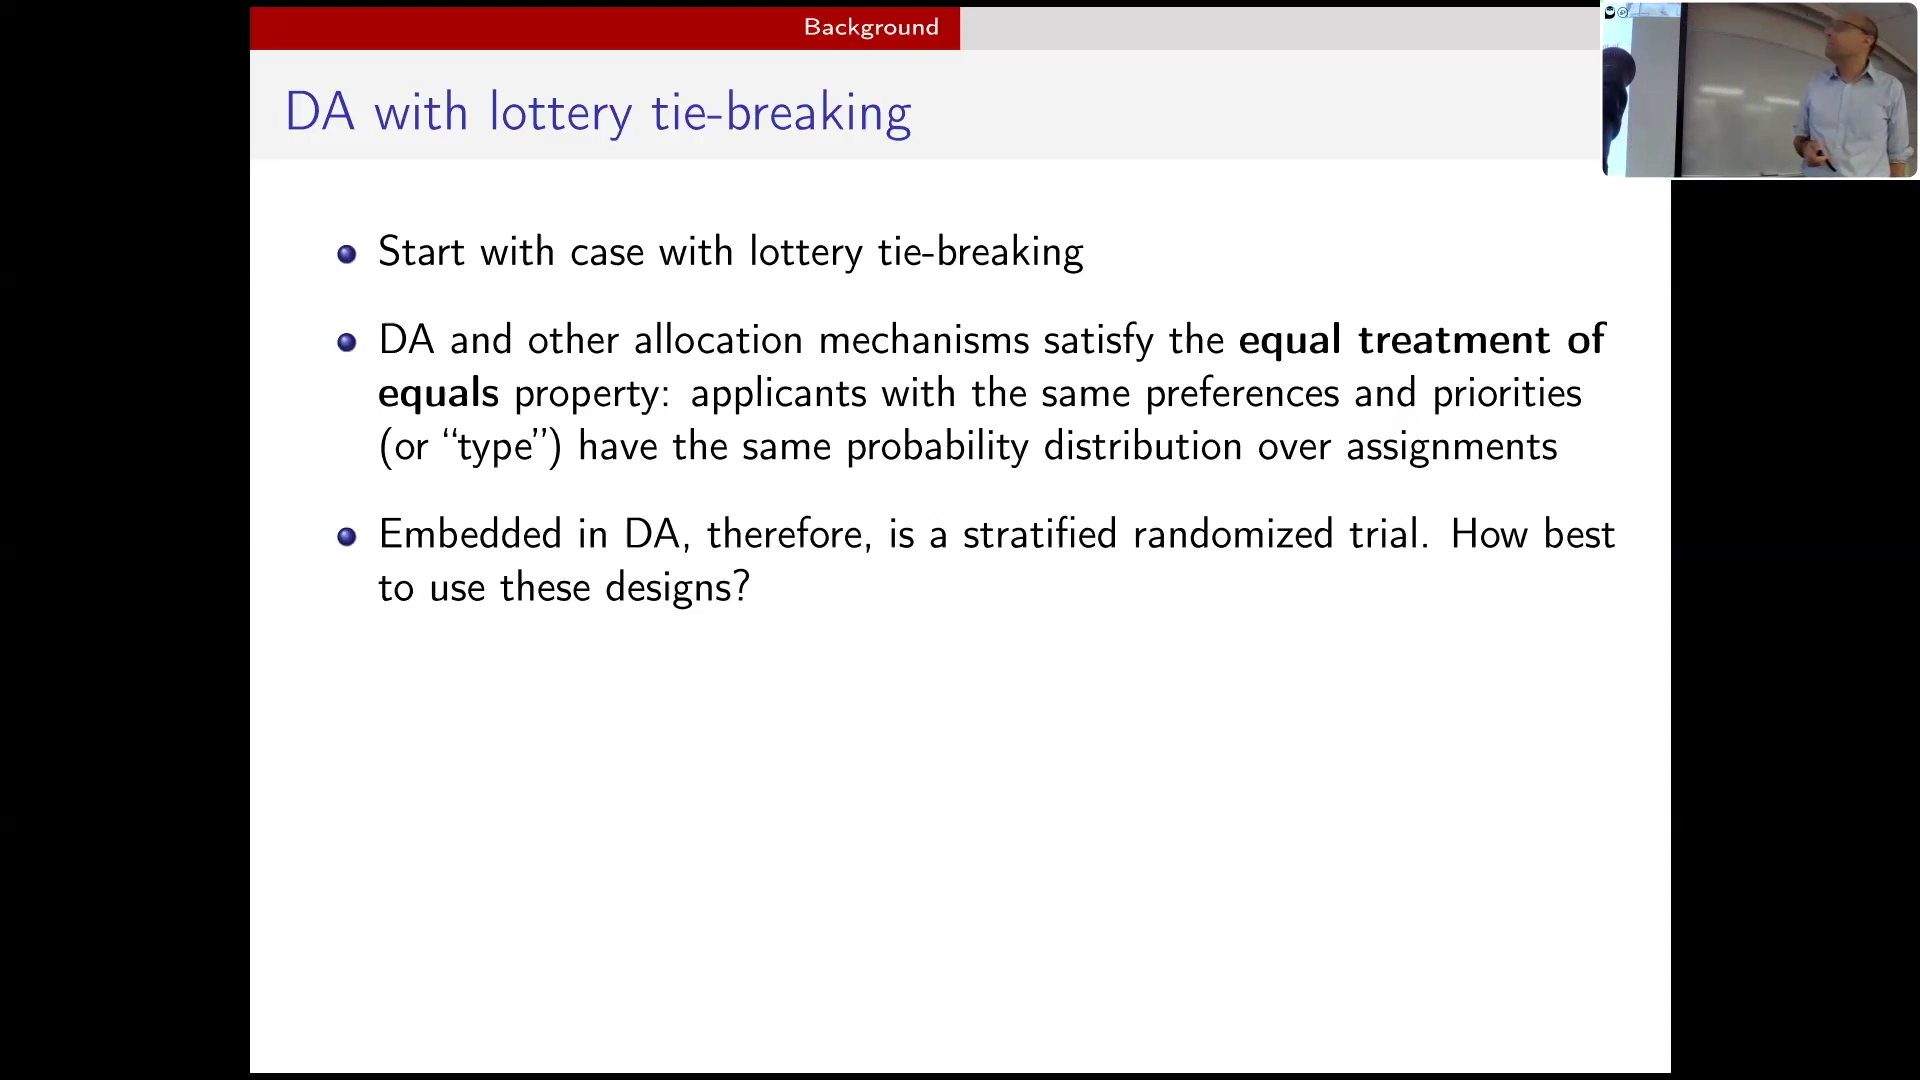 Background
DA with lottery tie-breaking
Start with case with lottery tie-breaking
DA and other allocation mechanisms satisfy the equal treatment of
equals property: applicants with the same preferences and priorities
(or “type”) have the same probability distribution over assignments
Embedded in DA, therefore, is a stratified randomized trial. How best
to use these designs?